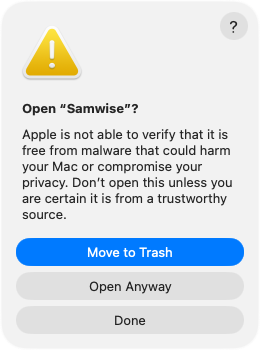 ?
Open “Samwise”?
Apple is not able to verify that it is
free from malware that could harm
your Mac or compromise your
privacy. Don’t open this unless you
are certain it is from a trustworthy
source.
Move to Trash
Open Anyway
Done